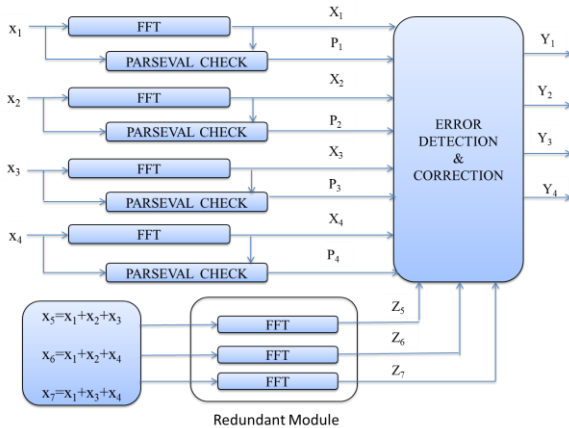 x₁ FFT X₁
PARSEVAL CHECK P₁
x₂ FFT X₂
PARSEVAL CHECK P₂
x₃ FFT X₃
PARSEVAL CHECK P₃
x₄ FFT X₄
PARSEVAL CHECK P₄
ERROR
DETECTION
&
CORRECTION
Y₁
Y₂
Y₃
Y₄
x₅=x₁+x₂+x₃
x₆=x₁+x₂+x₄
x₇=x₁+x₃+x₄
FFT Z₅
FFT Z₆
FFT Z₇
Redundant Module